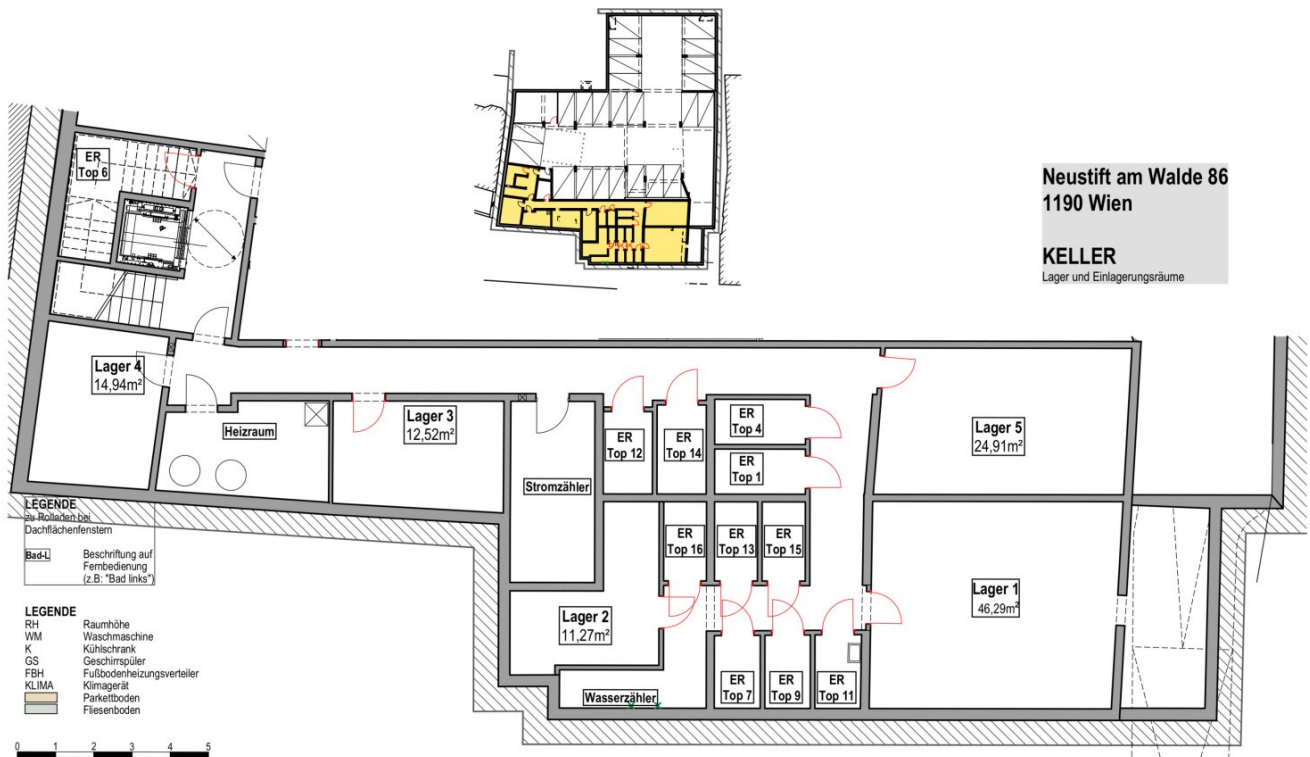 Neustift am Walde 86
1190 Wien
KELLER
Lager und Einlagerungsräume
ER
Top 6
Lager 4
14,94m²
Heizraum
Lager 3
12,52m²
Stromzähler
ER
Top 12
ER
Top 14
ER
Top 4
ER
Top 1
Lager 5
24,91m²
ER
Top 16
ER
Top 13
ER
Top 15
Lager 2
11,27m²
Lager 1
46,29m²
Wasserzähler
ER
Top 7
ER
Top 9
ER
Top 11
LEGENDE
zu Rolläden bei
Dachflächenfenstern
Bad-L Beschriftung auf
Fernbedienung
(z.B: "Bad links")
LEGENDE
RH Raumhöhe
WM Waschmaschine
K Kühlschrank
GS Geschirrspüler
FBH Fußbodenheizungsverteiler
KLIMA Klimagerät
Parkettboden
Fliesenboden
0 1 2 3 4 5